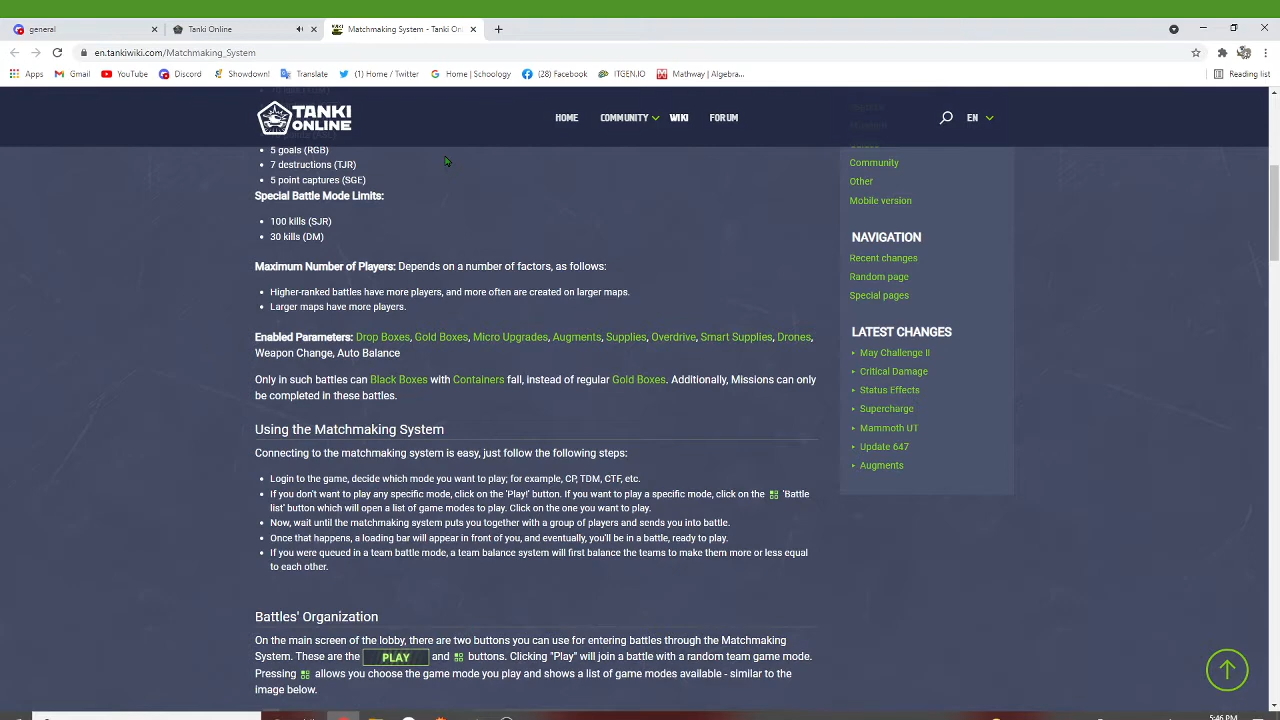 general
Tanki Online
Matchmaking System - Tanki On
en.tankiwiki.com/Matchmaking_System
Apps
Gmail
YouTube
Discord
Showdown!
Translate
(1) Home / Twitter
Home | Schoology
(28) Facebook
ITGEN.IO
Mathway | Algebra...
Reading list
TANKI ONLINE
HOME
COMMUNITY
WIKI
FORUM
EN
5 goals (RGB)
7 destructions (TJR)
5 point captures (SGE)
Special Battle Mode Limits:
100 kills (SJR)
30 kills (DM)
Maximum Number of Players: Depends on a number of factors, as follows:
Higher-ranked battles have more players, and more often are created on larger maps.
Larger maps have more players.
Enabled Parameters: Drop Boxes, Gold Boxes, Micro Upgrades, Augments, Supplies, Overdrive, Smart Supplies, Drones,
Weapon Change, Auto Balance
Only in such battles can Black Boxes with Containers fall, instead of regular Gold Boxes. Additionally, Missions can only
be completed in these battles.
Using the Matchmaking System
Connecting to the matchmaking system is easy, just follow the following steps:
Login to the game, decide which mode you want to play; for example, CP, TDM, CTF, etc.
If you don't want to play any specific mode, click on the 'Play!' button. If you want to play a specific mode, click on the 'Battle
list' button which will open a list of game modes to play. Click on the one you want to play.
Now, wait until the matchmaking system puts you together with a group of players and sends you into battle.
Once that happens, a loading bar will appear in front of you, and eventually, you'll be in a battle, ready to play.
If you were queued in a team battle mode, a team balance system will first balance the teams to make them more or less equal
to each other.
Battles' Organization
On the main screen of the lobby, there are two buttons you can use for entering battles through the Matchmaking
System. These are the PLAY and buttons. Clicking "Play" will join a battle with a random team game mode.
Pressing allows you choose the game mode you play and shows a list of game modes available - similar to the
image below.
Community
Other
Mobile version
NAVIGATION
Recent changes
Random page
Special pages
LATEST CHANGES
May Challenge II
Critical Damage
Status Effects
Supercharge
Mammoth UT
Update 647
Augments
5:46 PM